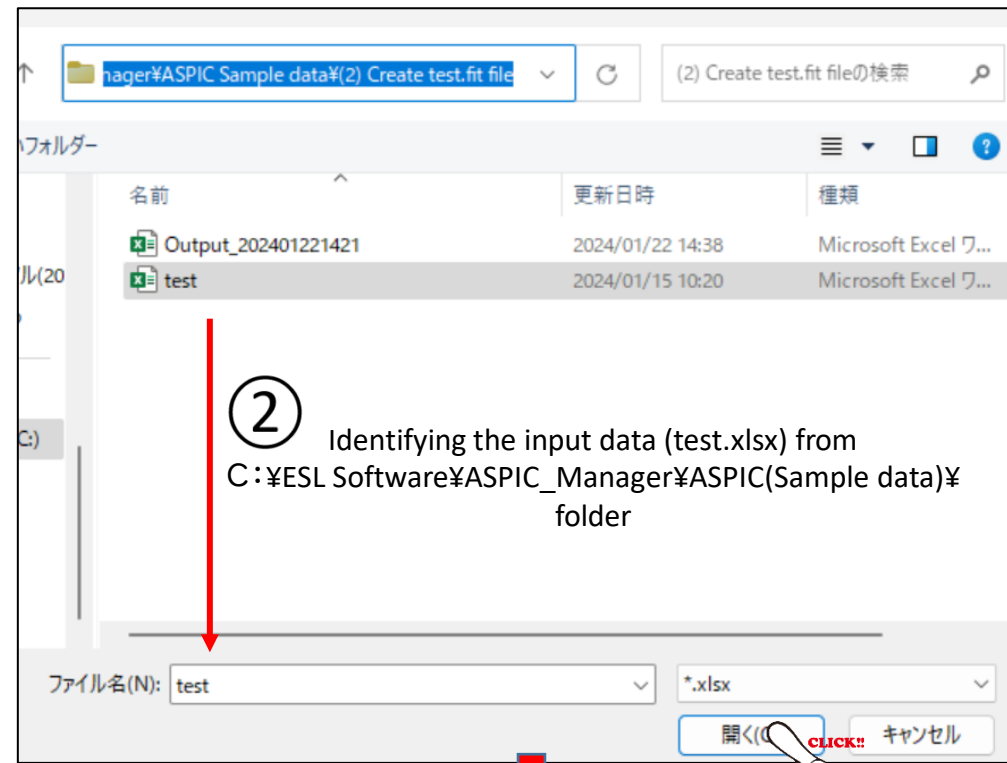 nager¥ASPIC Sample data¥(2) Create test.fit file
(2) Create test.fit fileの検索
いフォルダー
名前
更新日時
種類
Output_202401221421
2024/01/22 14:38
Microsoft Excel ワ...
ル(20
test
2024/01/15 10:20
Microsoft Excel ワ...
C:)
② Identifying the input data (test.xlsx) from
C:¥ESL Software¥ASPIC_Manager¥ASPIC(Sample data)¥
folder
ファイル名(N):
test
*.xlsx
開く(
CLICK!!
キャンセル